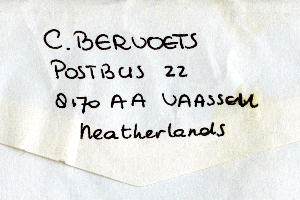 C. BERVOETS
POSTBUS 22
8170 AA VAASSEN
Neatherlands